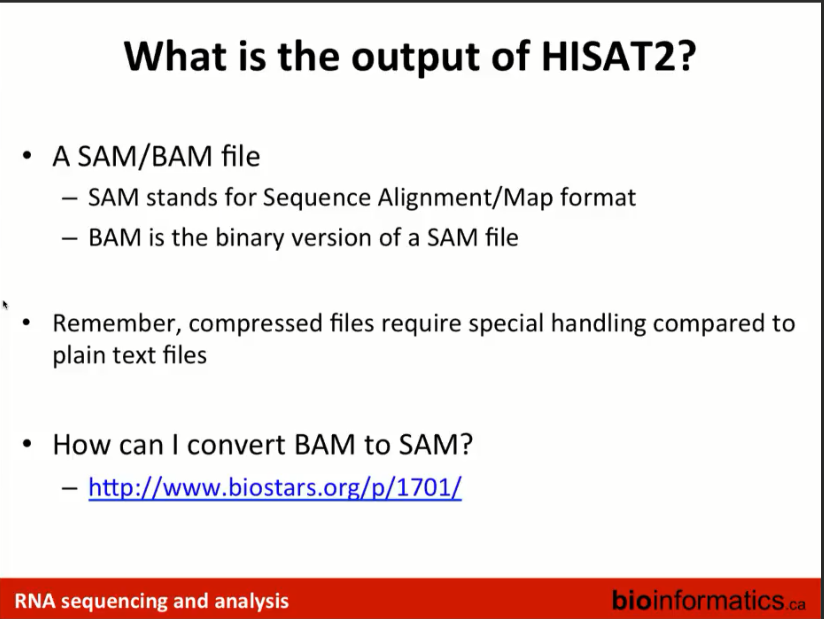 What is the output of HISAT2?
• A SAM/BAM file
– SAM stands for Sequence Alignment/Map format
– BAM is the binary version of a SAM file
• Remember, compressed files require special handling compared to
plain text files
• How can I convert BAM to SAM?
– http://www.biostars.org/p/1701/
RNA sequencing and analysis
bioinformatics.ca